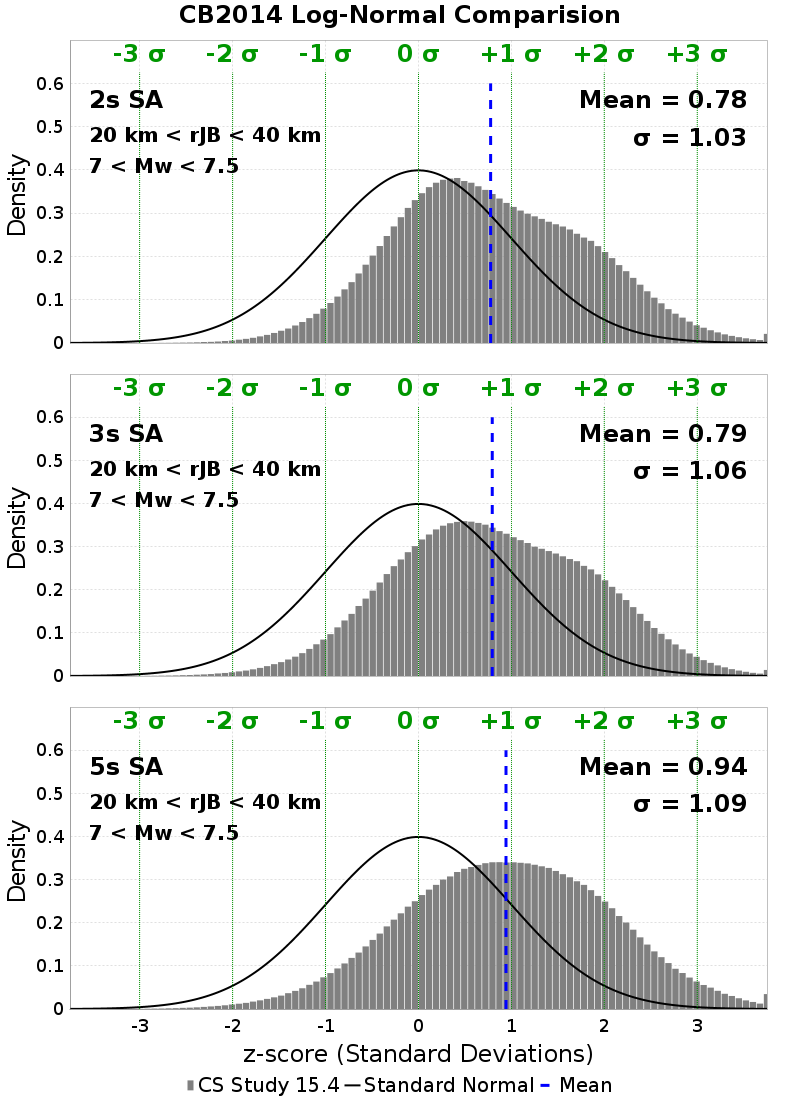 CB2014 Log-Normal Comparision
-3 σ -2 σ -1 σ 0 σ +1 σ +2 σ +3 σ
0.6
2s SA Mean = 0.78
0.5
20 km < rJB < 40 km σ = 1.03
7 < Mw < 7.5
0.4
0.3
0.2
0.1
0
Density
-3 σ -2 σ -1 σ 0 σ +1 σ +2 σ +3 σ
0.6
3s SA Mean = 0.79
0.5
20 km < rJB < 40 km σ = 1.06
7 < Mw < 7.5
0.4
0.3
0.2
0.1
0
Density
-3 σ -2 σ -1 σ 0 σ +1 σ +2 σ +3 σ
0.6
5s SA Mean = 0.94
0.5
20 km < rJB < 40 km σ = 1.09
7 < Mw < 7.5
0.4
0.3
0.2
0.1
0
Density
-3 -2 -1 0 1 2 3
z-score (Standard Deviations)
CS Study 15.4 Standard Normal Mean